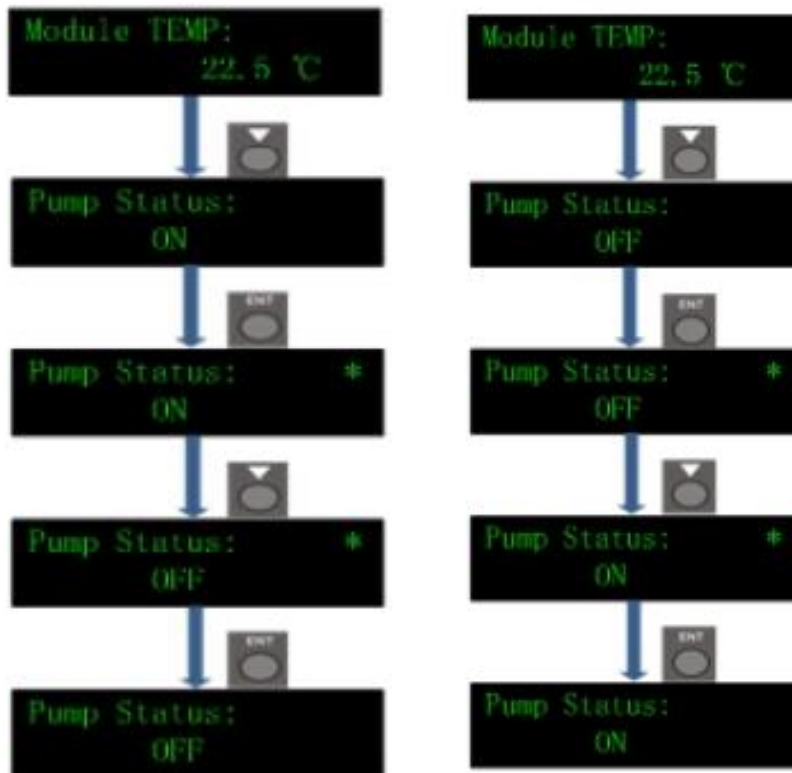 Module TEMP:
22.5 ℃
Pump Status:
ON
ENT
Pump Status: *
ON
Pump Status: *
OFF
ENT
Pump Status:
OFF
Module TEMP:
22.5 ℃
Pump Status:
OFF
ENT
Pump Status: *
OFF
Pump Status: *
ON
ENT
Pump Status:
ON